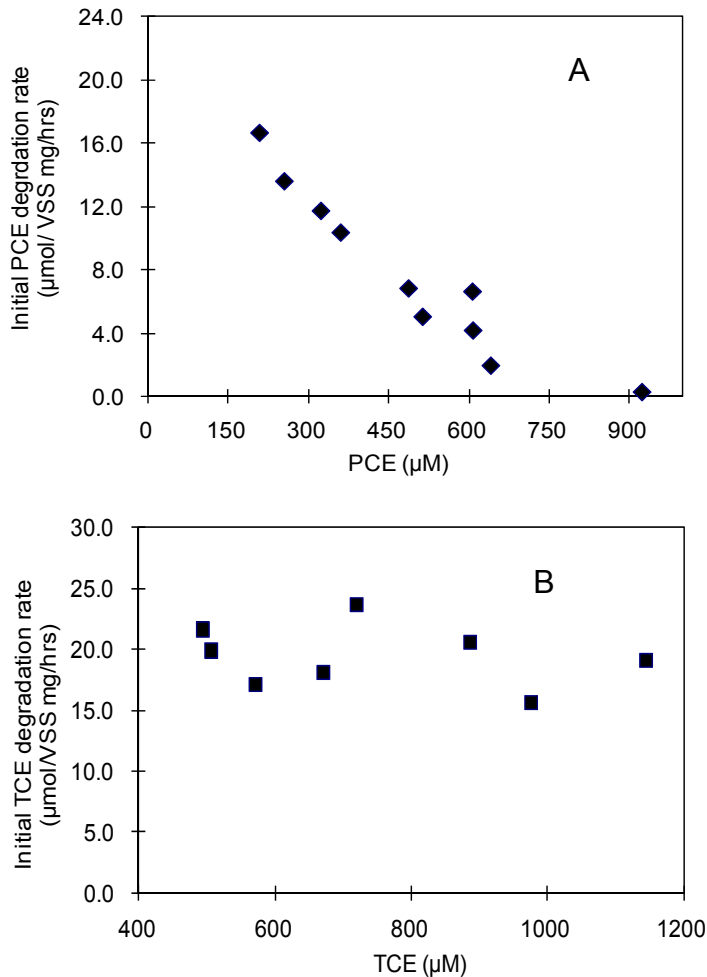 24.0
20.0
16.0
12.0
8.0
4.0
0.0
Initial PCE degrdation rate
(µmol/ VSS mg/hrs)
A
0 150 300 450 600 750 900
PCE (µM)
30.0
25.0
20.0
15.0
10.0
5.0
0.0
Initial TCE degradation rate
(µmol/VSS mg/hrs)
B
400 600 800 1000 1200
TCE (µM)